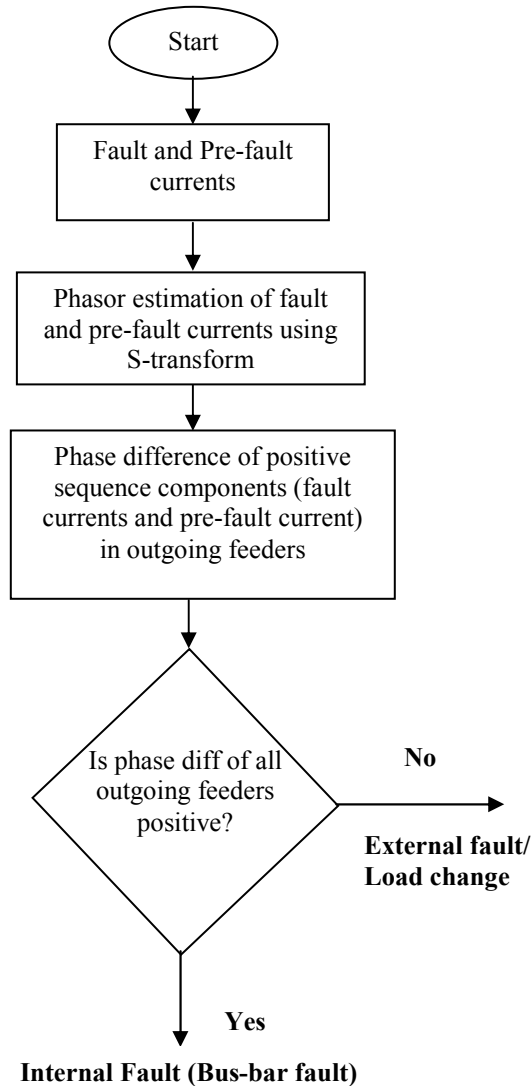 Start
Fault and Pre-fault
currents
Phasor estimation of fault
and pre-fault currents using
S-transform
Phase difference of positive
sequence components (fault
currents and pre-fault current)
in outgoing feeders
Is phase diff of all
outgoing feeders
positive?
No
External fault/
Load change
Yes
Internal Fault (Bus-bar fault)